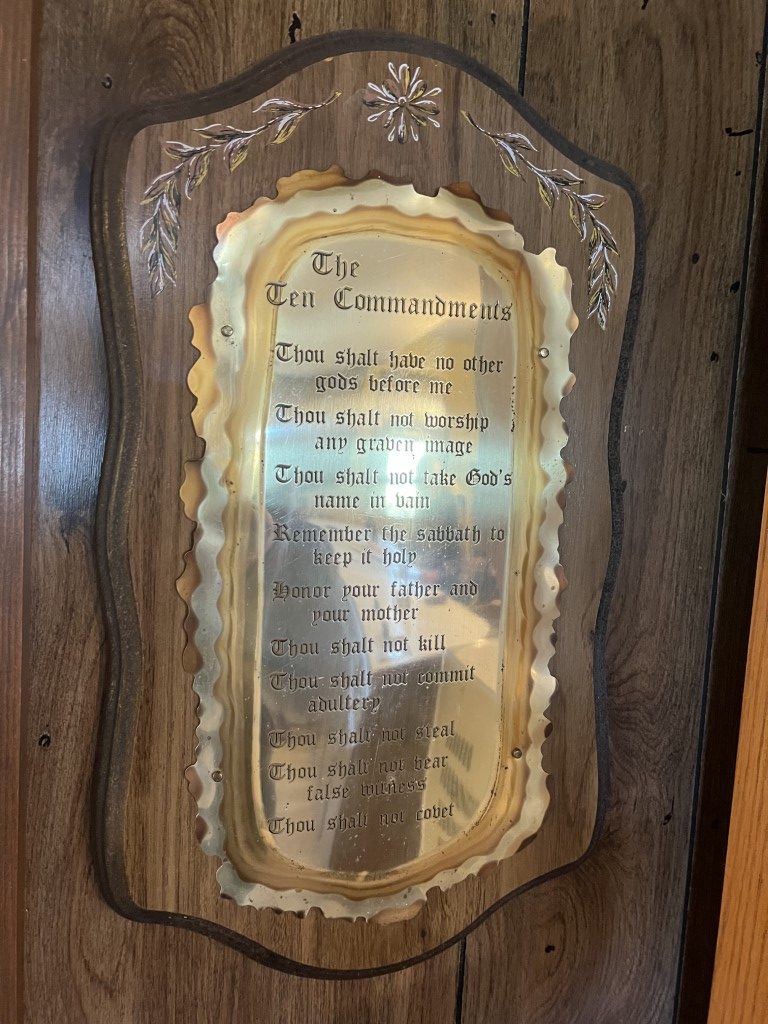 The
Ten Commandments
Thou shalt have no other
gods before me
Thou shalt not worship
any graven image
Thou shalt not take God's
name in vain
Remember the sabbath to
keep it holy
Honor your father and
your mother
Thou shalt not kill
Thou shalt not commit
adultery
Thou shalt not steal
Thou shalt not bear
false witness
Thou shalt not covet